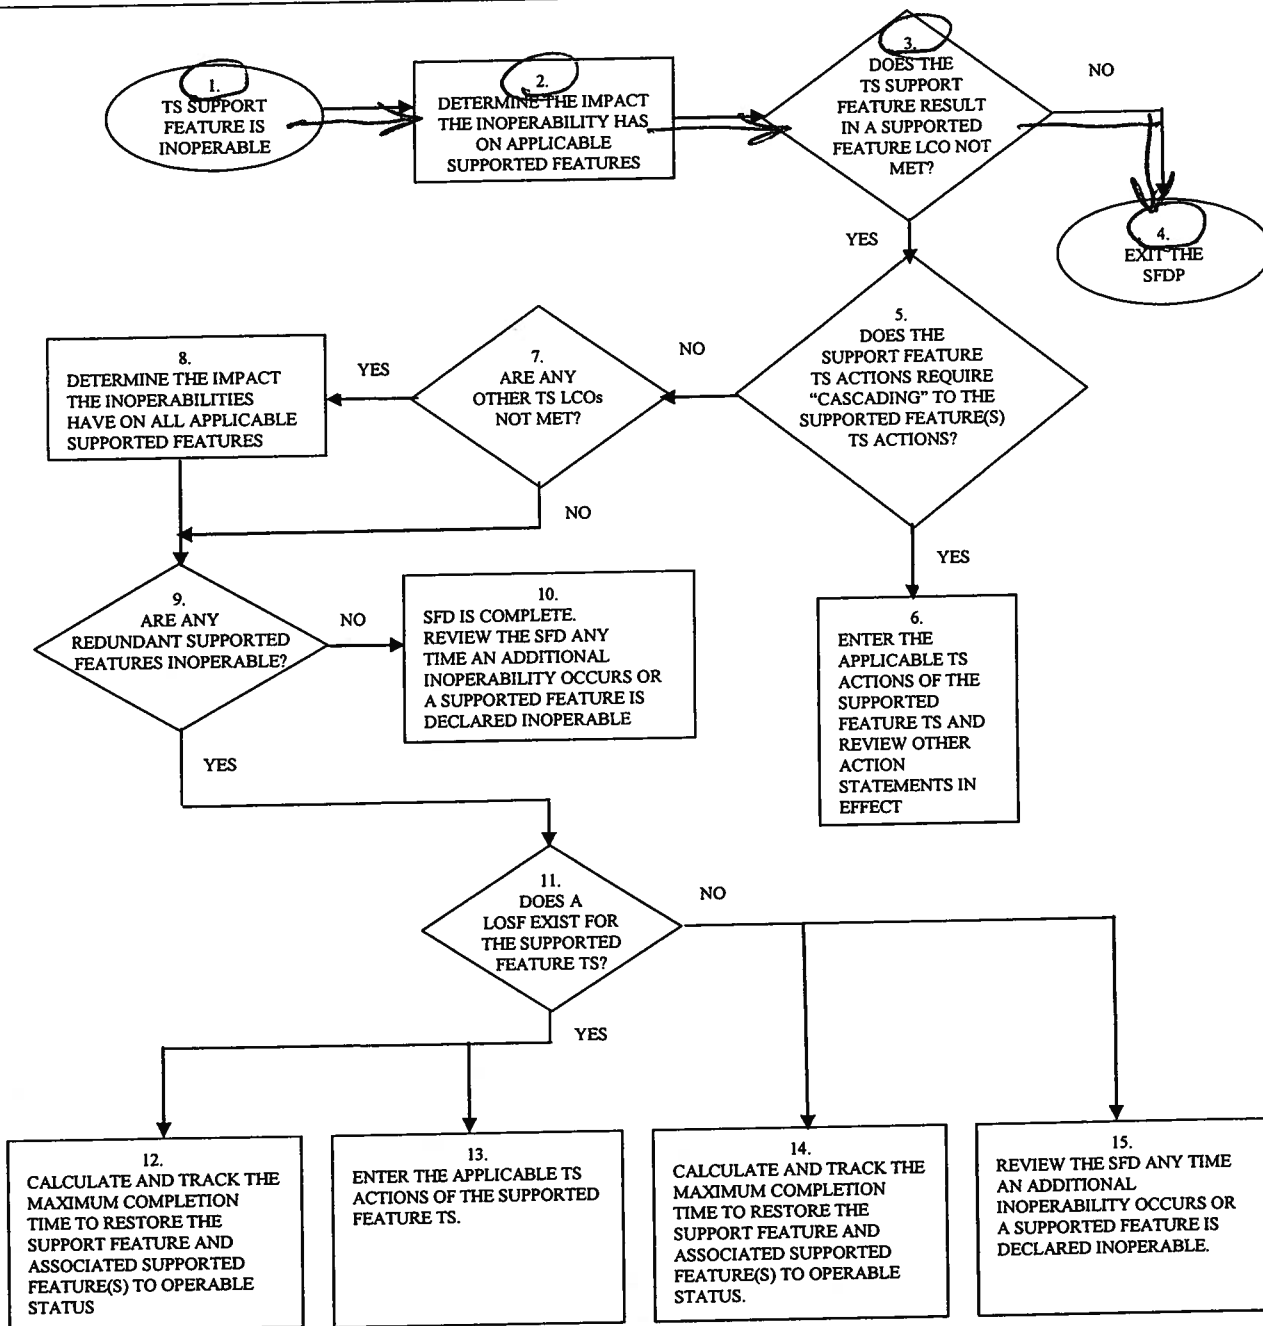 1.
TS SUPPORT
FEATURE IS
INOPERABLE
2.
DETERMINE THE IMPACT
THE INOPERABILITY HAS
ON APPLICABLE
SUPPORTED FEATURES
3.
DOES THE
TS SUPPORT
FEATURE RESULT
IN A SUPPORTED
FEATURE LCO NOT
MET?
NO
4.
EXIT THE
SFDP
YES
5.
DOES THE
SUPPORT FEATURE
TS ACTIONS REQUIRE
"CASCADING" TO THE
SUPPORTED FEATURE(S)
TS ACTIONS?
NO
7.
ARE ANY
OTHER TS LCOs
NOT MET?
YES
8.
DETERMINE THE IMPACT
THE INOPERABILITIES
HAVE ON ALL APPLICABLE
SUPPORTED FEATURES
NO
YES
6.
ENTER THE
APPLICABLE TS
ACTIONS OF THE
SUPPORTED
FEATURE TS AND
REVIEW OTHER
ACTION
STATEMENTS IN
EFFECT
9.
ARE ANY
REDUNDANT SUPPORTED
FEATURES INOPERABLE?
NO
10.
SFD IS COMPLETE.
REVIEW THE SFD ANY
TIME AN ADDITIONAL
INOPERABILITY OCCURS OR
A SUPPORTED FEATURE IS
DECLARED INOPERABLE
YES
11.
DOES A
LOSF EXIST FOR
THE SUPPORTED
FEATURE TS?
NO
YES
12.
CALCULATE AND TRACK THE
MAXIMUM COMPLETION
TIME TO RESTORE THE
SUPPORT FEATURE AND
ASSOCIATED SUPPORTED
FEATURE(S) TO OPERABLE
STATUS
13.
ENTER THE APPLICABLE TS
ACTIONS OF THE SUPPORTED
FEATURE TS.
14.
CALCULATE AND TRACK THE
MAXIMUM COMPLETION
TIME TO RESTORE THE
SUPPORT FEATURE AND
ASSOCIATED SUPPORTED
FEATURE(S) TO OPERABLE
STATUS.
15.
REVIEW THE SFD ANY TIME
AN ADDITIONAL
INOPERABILITY OCCURS OR
A SUPPORTED FEATURE IS
DECLARED INOPERABLE.